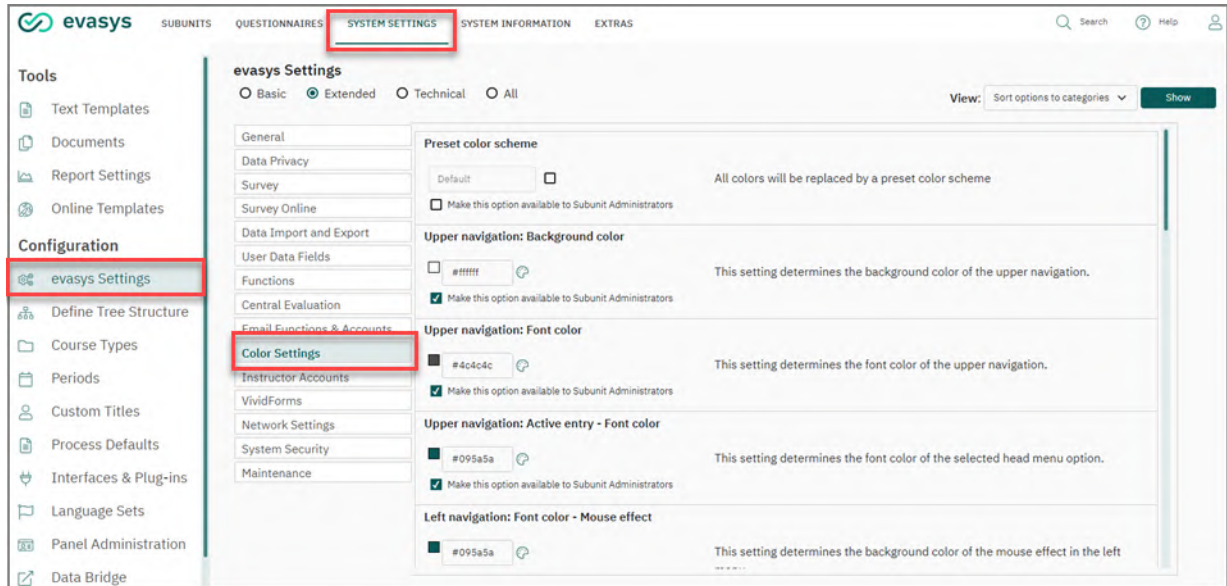 evasys SUBUNITS QUESTIONNAIRES SYSTEM SETTINGS SYSTEM INFORMATION EXTRAS Search Help
Tools
Text Templates
Documents
Report Settings
Online Templates
Configuration
evasys Settings
Define Tree Structure
Course Types
Periods
Custom Titles
Process Defaults
Interfaces & Plug-ins
Language Sets
Panel Administration
Data Bridge
evasys Settings
Basic Extended Technical All
View: Sort options to categories Show
General
Data Privacy
Survey
Survey Online
Data Import and Export
User Data Fields
Functions
Central Evaluation
Email Functions & Accounts
Color Settings
Instructor Accounts
VividForms
Network Settings
System Security
Maintenance
Preset color scheme
Default All colors will be replaced by a preset color scheme
Make this option available to Subunit Administrators
Upper navigation: Background color
#ffffff This setting determines the background color of the upper navigation.
Make this option available to Subunit Administrators
Upper navigation: Font color
#4c4c4c This setting determines the font color of the upper navigation.
Make this option available to Subunit Administrators
Upper navigation: Active entry - Font color
#095a5a This setting determines the font color of the selected head menu option.
Make this option available to Subunit Administrators
Left navigation: Font color - Mouse effect
#095a5a This setting determines the background color of the mouse effect in the left